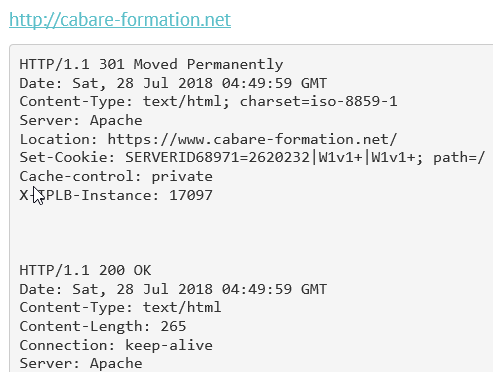 http://cabare-formation.net
HTTP/1.1 301 Moved Permanently
Date: Sat, 28 Jul 2018 04:49:59 GMT
Content-Type: text/html; charset=iso-8859-1
Server: Apache
Location: https://www.cabare-formation.net/
Set-Cookie: SERVERID68971=2620232|W1v1+|W1v1+; path=/
Cache-control: private
X-IPLB-Instance: 17097
HTTP/1.1 200 OK
Date: Sat, 28 Jul 2018 04:49:59 GMT
Content-Type: text/html
Content-Length: 265
Connection: keep-alive
Server: Apache